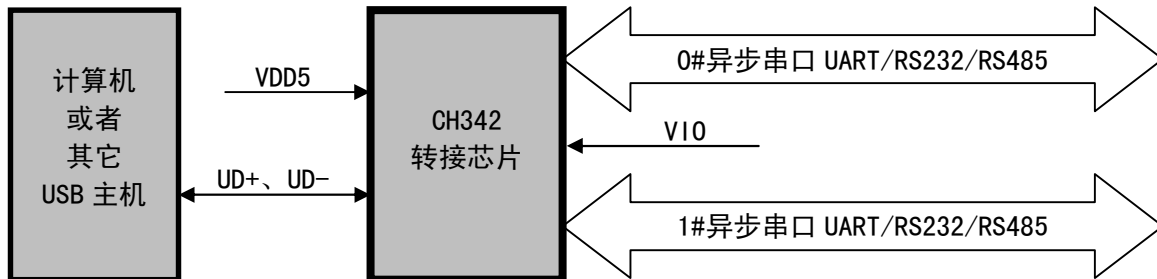 计算机
或者
其它
USB 主机
VDD5
UD+、UD-
CH342
转接芯片
0#异步串口 UART/RS232/RS485
VIO
1#异步串口 UART/RS232/RS485